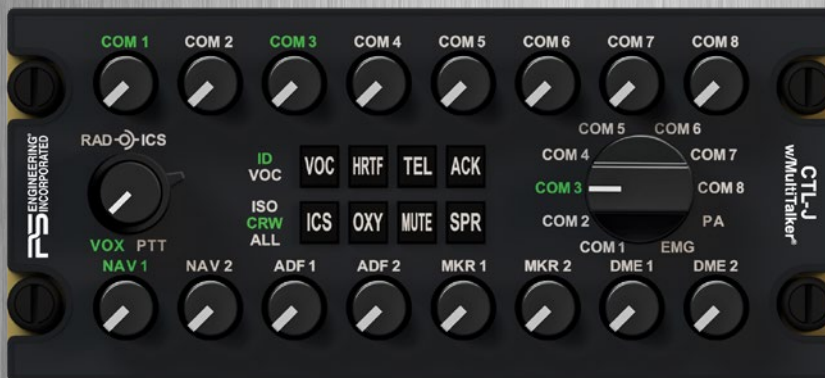 COM 1 COM 2 COM 3 COM 4 COM 5 COM 6 COM 7 COM 8
PS ENGINEERING®
INCORPORATED
RAD ICS
VOX PTT
ID
VOC
VOC HRTF TEL ACK
ISO
CRW
ALL
ICS OXY MUTE SPR
COM 5 COM 6
COM 4 COM 7
COM 3 COM 8
COM 2 PA
COM 1 EMG
CTL-J
w/MultiTalker®
NAV 1 NAV 2 ADF 1 ADF 2 MKR 1 MKR 2 DME 1 DME 2